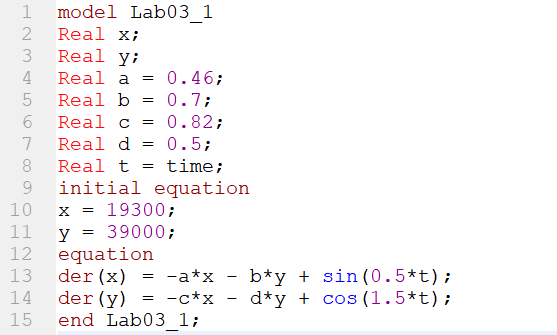 1 model Lab03_1
2 Real x;
3 Real y;
4 Real a = 0.46;
5 Real b = 0.7;
6 Real c = 0.82;
7 Real d = 0.5;
8 Real t = time;
9 initial equation
10 x = 19300;
11 y = 39000;
12 equation
13 der(x) = -a*x - b*y + sin(0.5*t);
14 der(y) = -c*x - d*y + cos(1.5*t);
15 end Lab03_1;